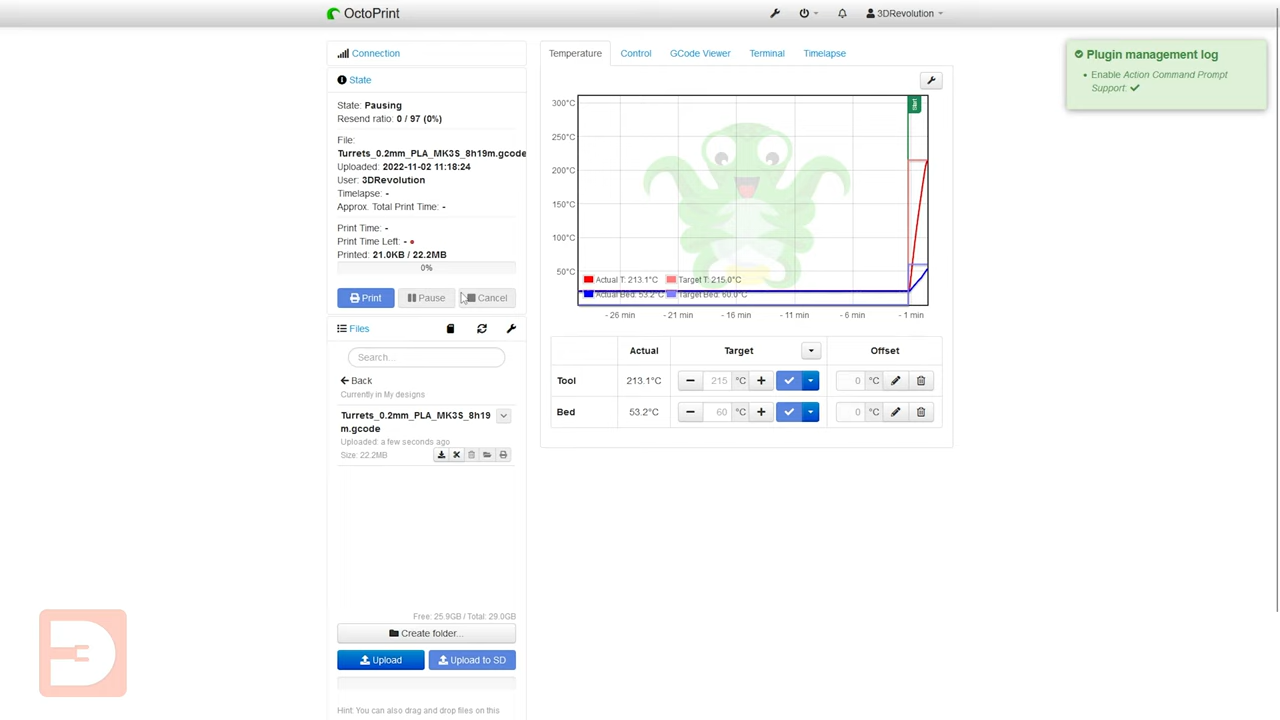 OctoPrint
3DRevolution
Connection
State
State: Pausing
Resend ratio: 0 / 97 (0%)
File:
Turrets_0.2mm_PLA_MK3S_8h19m.gcode
Uploaded: 2022-11-02 11:18:24
User: 3DRevolution
Timelapse: -
Approx. Total Print Time: -
Print Time: -
Print Time Left: -
Printed: 21.0KB / 22.2MB
0%
Print Pause Cancel
Files
Search...
Back
Currently in My designs
Turrets_0.2mm_PLA_MK3S_8h19
m.gcode
Uploaded: a few seconds ago
Size: 22.2MB
Free: 25.9GB / Total: 29.0GB
Create folder...
Upload Upload to SD
Hint: You can also drag and drop files on this
Temperature Control GCode Viewer Terminal Timelapse
300°C
250°C
200°C
150°C
100°C
50°C
Start
Actual T: 213.1°C Target T: 215.0°C
Actual Bed: 53.2°C Target Bed: 60.0°C
- 26 min - 21 min - 16 min - 11 min - 6 min - 1 min
Actual Target Offset
Tool 213.1°C 215 °C 0 °C
Bed 53.2°C 60 °C 0 °C
Plugin management log
Enable Action Command Prompt
Support: